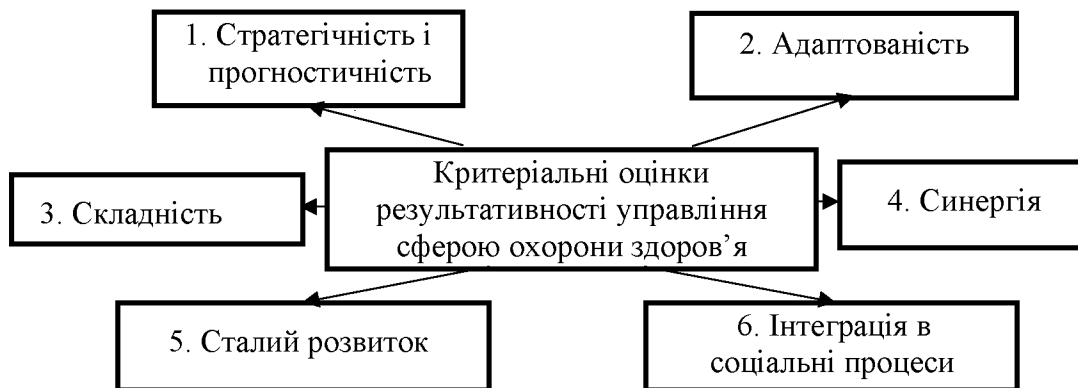 1. Стратегічність і
прогностичність
2. Адаптованість
Критеріальні оцінки
результативності управління
сферою охорони здоров’я
3. Складність
4. Синергія
5. Сталий розвиток
6. Інтеграція в
соціальні процеси